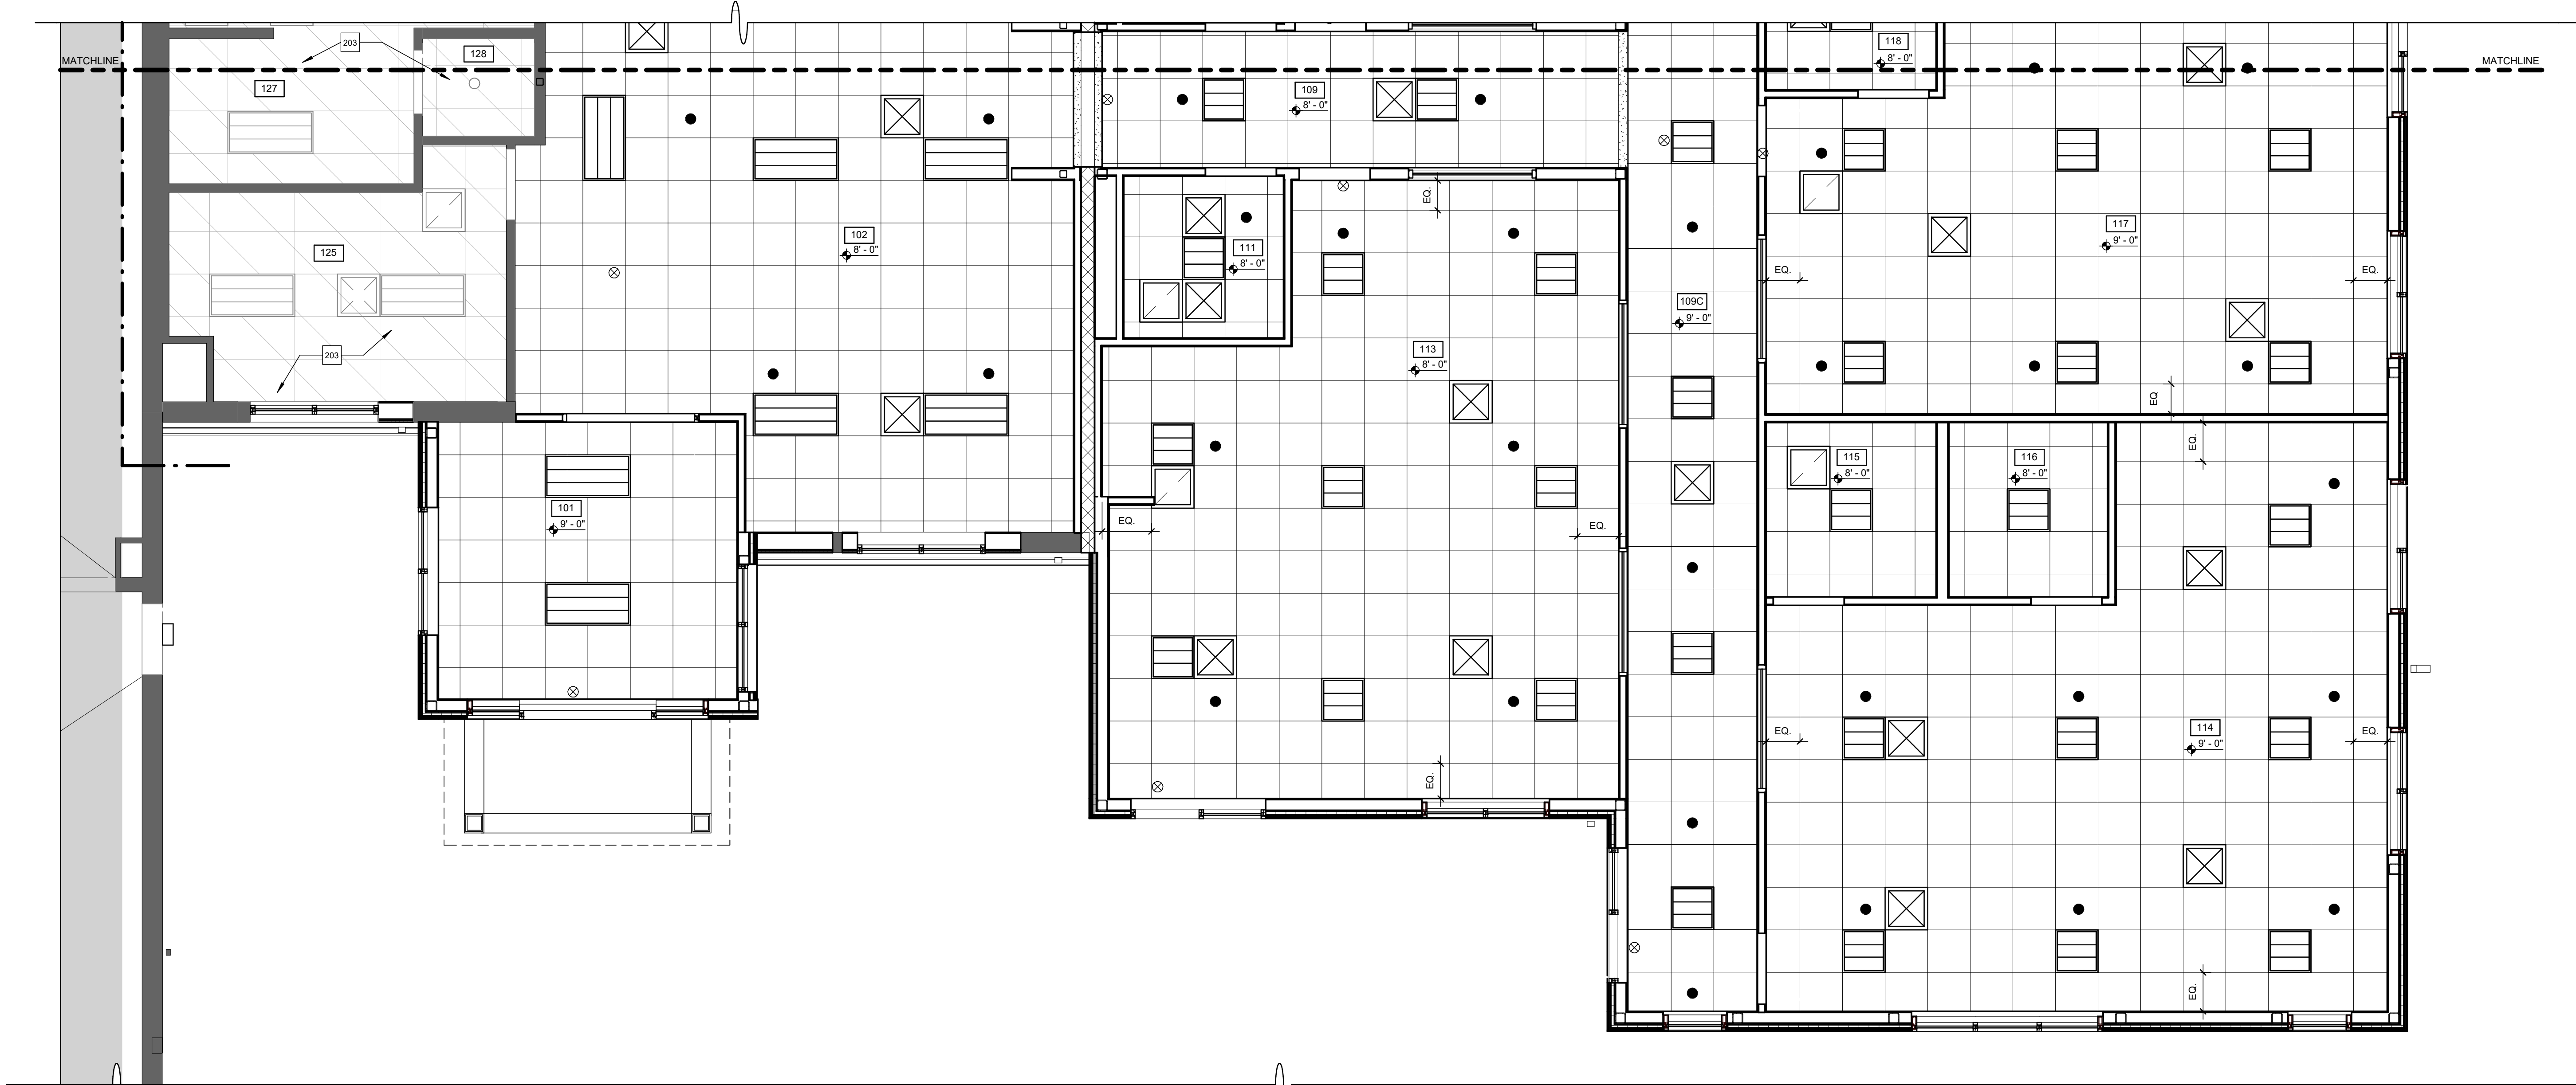 203
128
118
8' - 0"
MATCHLINE
MATCHLINE
127
109
8' - 0"
EQ.
102
8' - 0"
111
8' - 0"
117
9' - 0"
125
EQ.
EQ.
109C
9' - 0"
203
113
8' - 0"
EQ.
EQ.
115
8' - 0"
116
8' - 0"
101
9' - 0"
EQ.
EQ.
114
9' - 0"
EQ.
EQ.
EQ.
EQ.